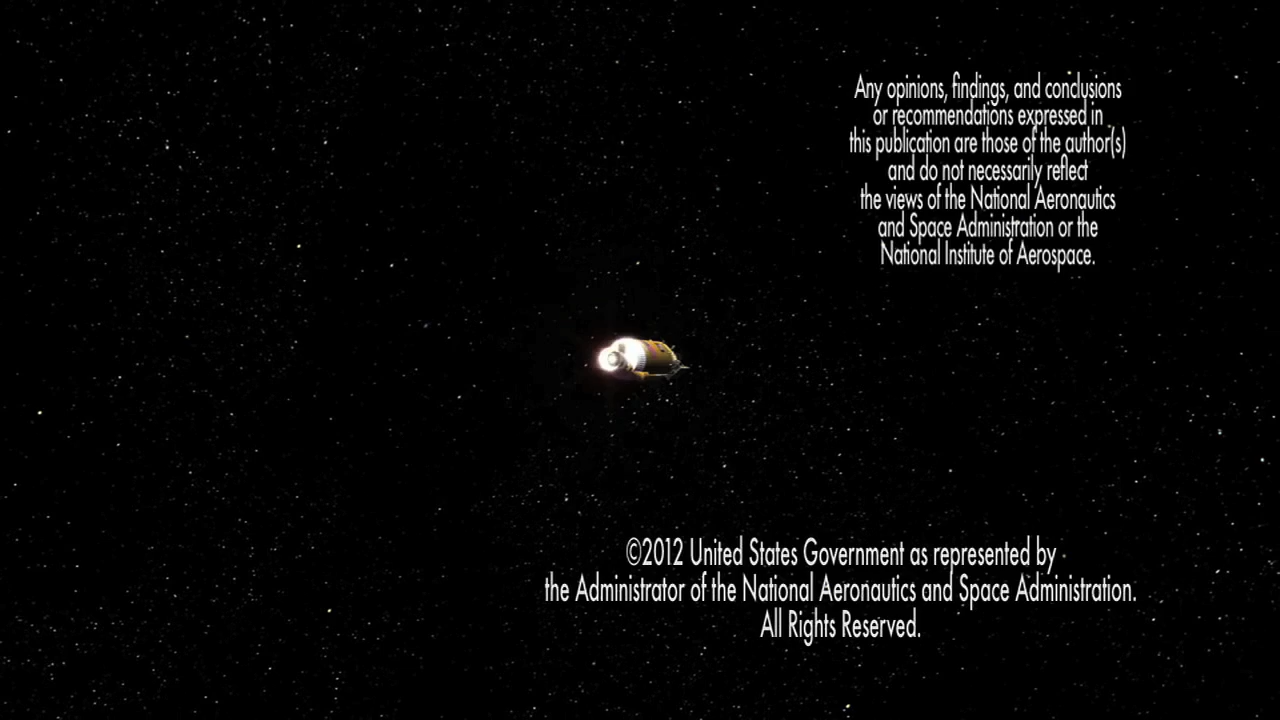 Any opinions, findings, and conclusions
or recommendations expressed in
this publication are those of the author(s)
and do not necessarily reflect
the views of the National Aeronautics
and Space Administration or the
National Institute of Aerospace.
©2012 United States Government as represented by
the Administrator of the National Aeronautics and Space Administration.
All Rights Reserved.